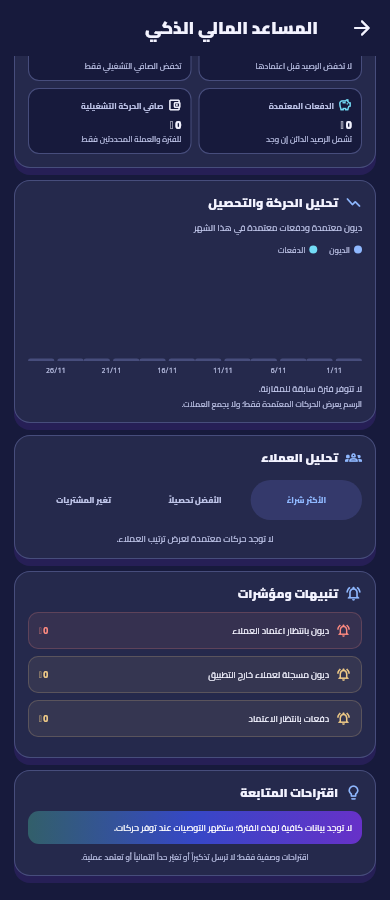 المساعد المالي الذكي
لا تخفض الرصيد قبل اعتمادها
تخفض الصافي التشغيلي فقط
الدفعات المعتمدة
0
تشمل الرصيد الدائن إن وجد
صافي الحركة التشغيلية
0
للفترة والعملة المحددتين فقط
تحليل الحركة والتحصيل
ديون معتمدة ودفعات معتمدة في هذا الشهر
الديون الدفعات
1/11 6/11 11/11 16/11 21/11 26/11
لا تتوفر فترة سابقة للمقارنة.
الرسم يعرض الحركات المعتمدة فقط؛ ولا يجمع العملات.
تحليل العملاء
الأكثر شراءً الأفضل تحصيلاً تغير المشتريات
لا توجد حركات معتمدة لعرض ترتيب العملاء.
تنبيهات ومؤشرات
ديون بانتظار اعتماد العملاء 0
ديون مسجلة لعملاء خارج التطبيق 0
دفعات بانتظار الاعتماد 0
اقتراحات المتابعة
لا توجد بيانات كافية لهذه الفترة؛ ستظهر التوصيات عند توفر حركات.
اقتراحات وصفية فقط؛ لا ترسل تذكيراً أو تغيّر حداً ائتمانياً أو تعتمد عملية.